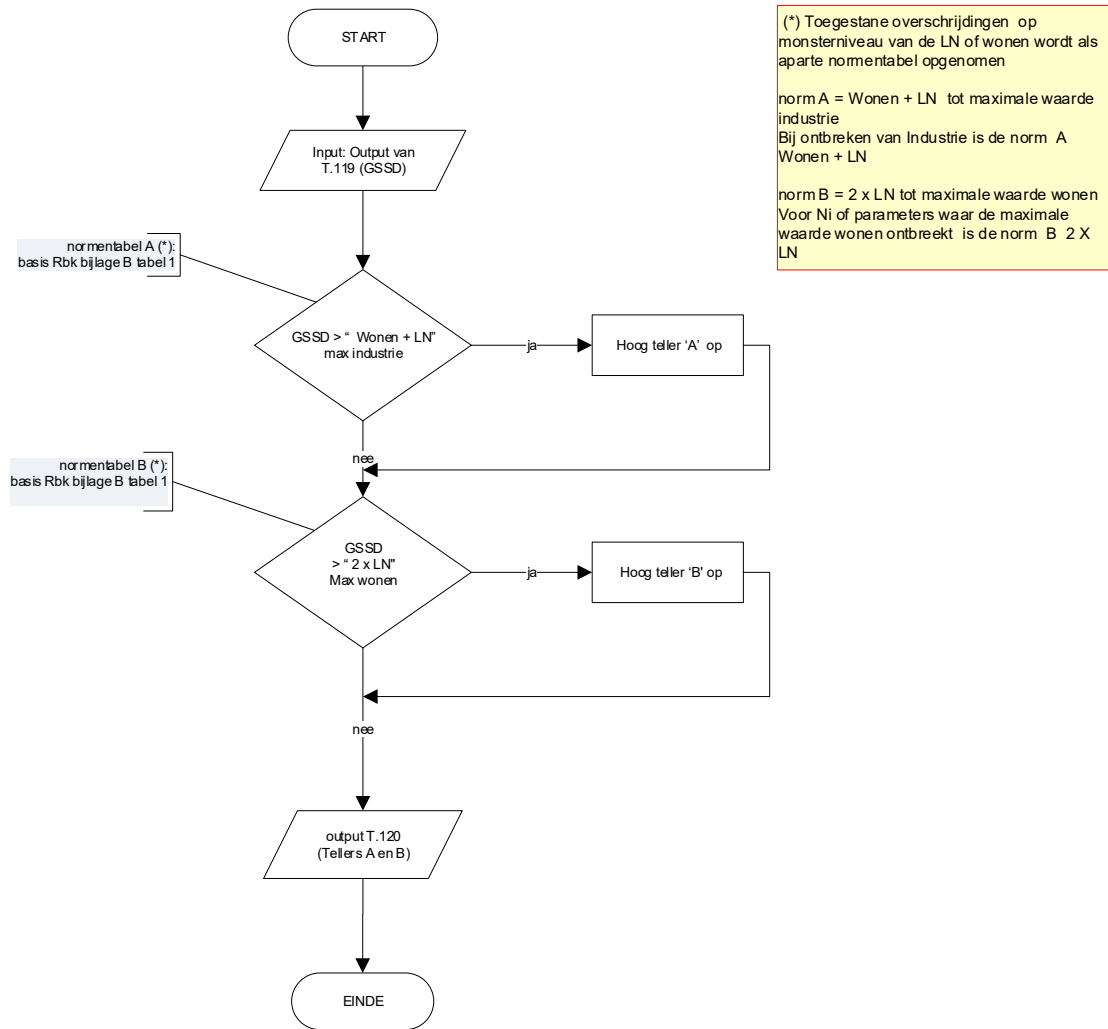 START
(*) Toegestane overschrijdingen op
monsterniveau van de LN of wonen wordt als
aparte normentabel opgenomen
norm A = Wonen + LN tot maximale waarde
industrie
Bij ontbreken van Industrie is de norm A
Wonen + LN
norm B = 2 x LN tot maximale waarde wonen
Voor Ni of parameters waar de maximale
waarde wonen ontbreekt is de norm B 2 X
LN
Input: Output van
T.119 (GSSD)
normentabel A (*):
basis Rbk bijlage B tabel 1
GSSD > “ Wonen + LN”
max industrie
ja
Hoog teller ‘A’ op
nee
normentabel B (*):
basis Rbk bijlage B tabel 1
GSSD
> “ 2 x LN”
Max wonen
ja
Hoog teller ‘B’ op
nee
output T.120
(Tellers A en B)
EINDE